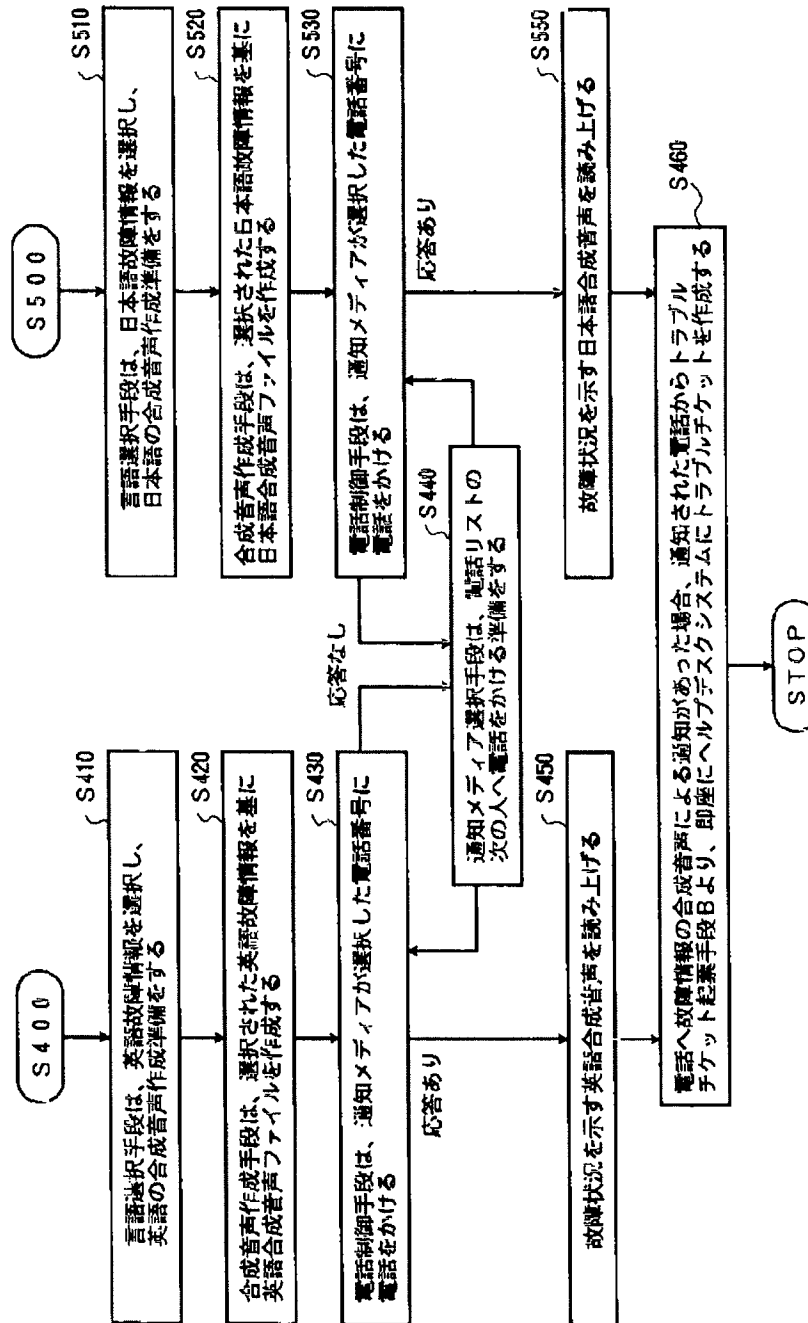 S400
S410
言語選択手段は、英語故障情報を選択し、
英語の合成音声作成準備をする
S420
合成音声作成手段は、選択された英語故障情報を基に
英語合成音声ファイルを作成する
S430
電話制御手段は、通知メディアが選択した電話番号に
電話をかける
応答あり
応答なし
S450
故障状況を示す英語合成音声を読み上げる
S440
通知メディア選択手段は、電話リストの
次の人へ電話をかける準備をする
S500
S510
言語選択手段は、日本語故障情報を選択し、
日本語の合成音声作成準備をする
S520
合成音声作成手段は、選択された日本語故障情報を基に
日本語合成音声ファイルを作成する
S530
電話制御手段は、通知メディアが選択した電話番号に
電話をかける
応答あり
S550
故障状況を示す日本語合成音声を読み上げる
S460
電話へ故障情報の合成音声による通知があった場合、通知された電話からトラブル
チケット起票手段Bより、即座にヘルプデスクシステムにトラブルチケットを作成する
STOP